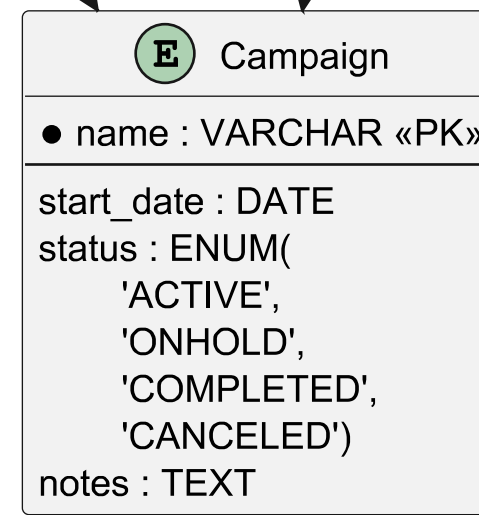 E Campaign
● name : VARCHAR «PK»
start_date : DATE
status : ENUM(
'ACTIVE',
'ONHOLD',
'COMPLETED',
'CANCELED')
notes : TEXT